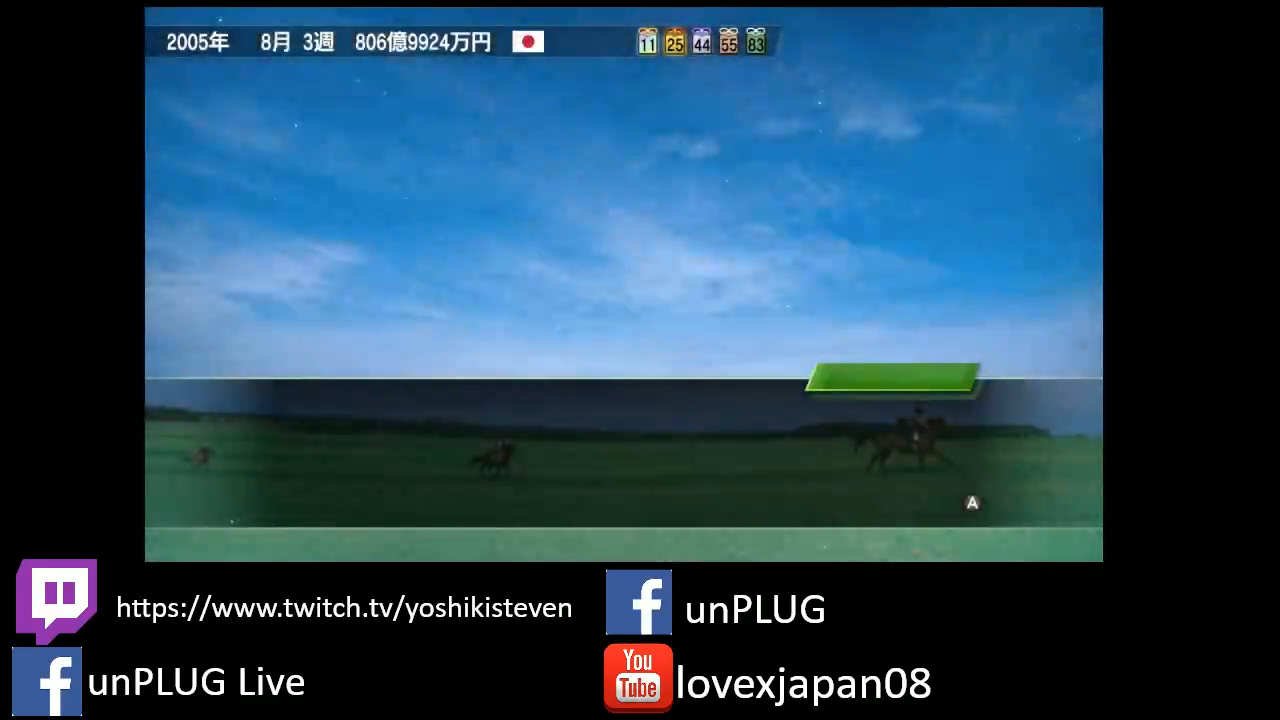 2005年 8月 3週 806億9924万円
11 25 44 55 83
A
https://www.twitch.tv/yoshikisteven
unPLUG
unPLUG Live
You Tube
lovexjapan08